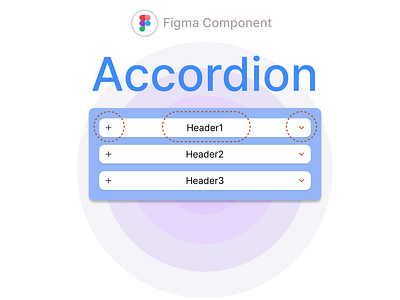 Figma Component
Accordion
+ Header1
+ Header2
+ Header3